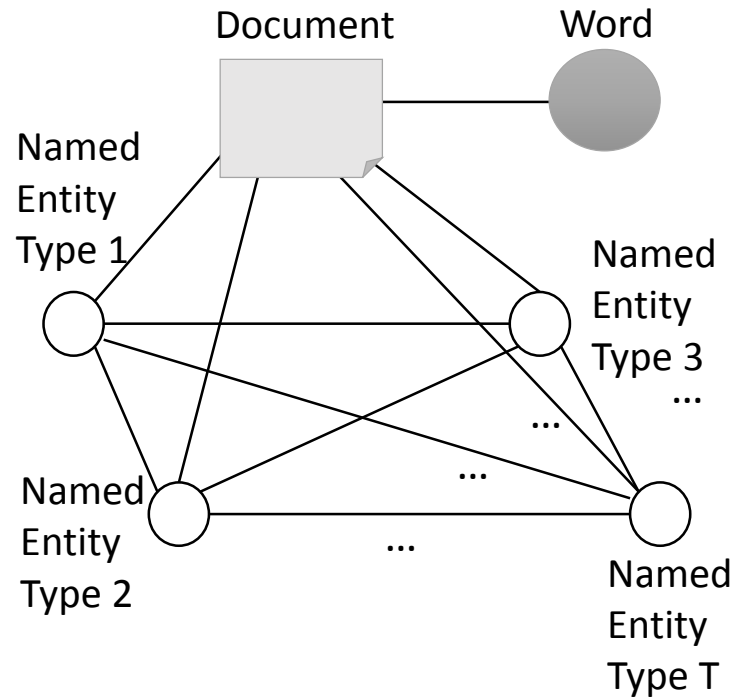 Document
Word
Named
Entity
Type 1
Named
Entity
Type 3
...
...
...
Named
Entity
Type 2
...
Named
Entity
Type T